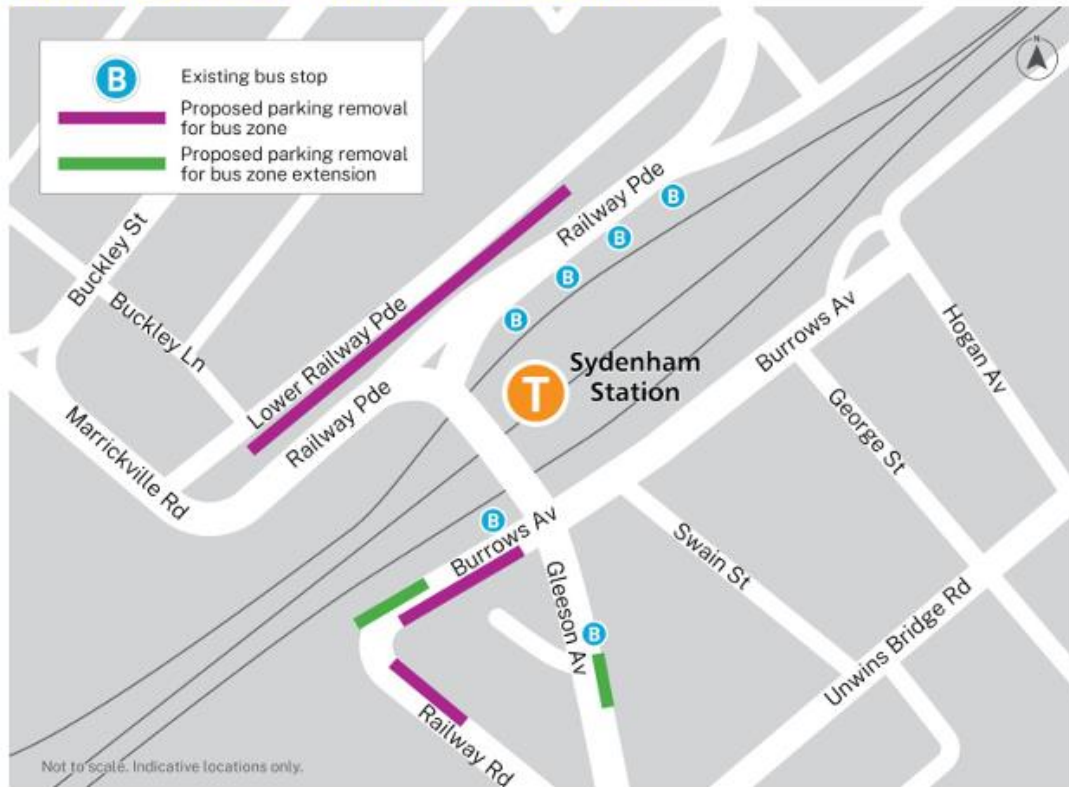 N
B Existing bus stop
Proposed parking removal
for bus zone
Proposed parking removal
for bus zone extension
Buckley St
Buckley Ln
Lower Railway Pde
Railway Pde
Railway Pde
Marrickville Rd
B
B
B
B
T
Sydenham
Station
Burrows Av
Hogan Av
George St
Swain St
Unwins Bridge Rd
B
Burrows Av
Gleeson Av
B
Railway Rd
Not to scale. Indicative locations only.